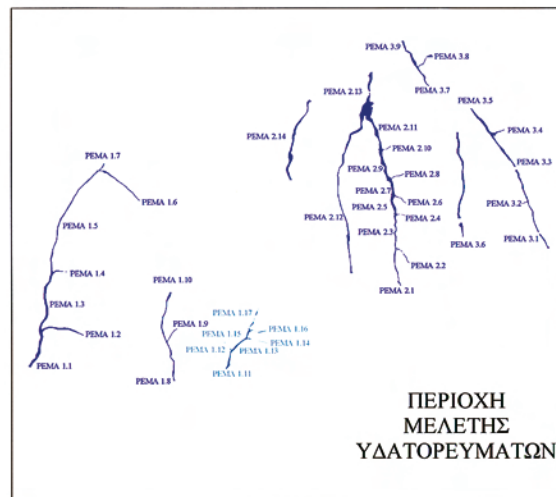 ΡΕΜΑ 3.9
ΡΕΜΑ 3.8
ΡΕΜΑ 2.13
ΡΕΜΑ 3.7
ΡΕΜΑ 3.5
ΡΕΜΑ 2.11
ΡΕΜΑ 3.4
ΡΕΜΑ 2.14
ΡΕΜΑ 2.10
ΡΕΜΑ 1.7
ΡΕΜΑ 2.9
ΡΕΜΑ 2.8
ΡΕΜΑ 3.3
ΡΕΜΑ 2.7
ΡΕΜΑ 1.6
ΡΕΜΑ 2.6
ΡΕΜΑ 3.2
ΡΕΜΑ 2.5
ΡΕΜΑ 2.12
ΡΕΜΑ 2.4
ΡΕΜΑ 1.5
ΡΕΜΑ 2.3
ΡΕΜΑ 3.6
ΡΕΜΑ 3.1
ΡΕΜΑ 2.2
ΡΕΜΑ 1.4
ΡΕΜΑ 1.10
ΡΕΜΑ 2.1
ΡΕΜΑ 1.3
ΡΕΜΑ 1.17
ΡΕΜΑ 1.9
ΡΕΜΑ 1.16
ΡΕΜΑ 1.2
ΡΕΜΑ 1.15
ΡΕΜΑ 1.14
ΡΕΜΑ 1.12
ΡΕΜΑ 1.13
ΡΕΜΑ 1.1
ΡΕΜΑ 1.11
ΡΕΜΑ 1.8
ΠΕΡΙΟΧΗ
ΜΕΛΕΤΗΣ
ΥΔΑΤΟΡΕΥΜΑΤΩΝ